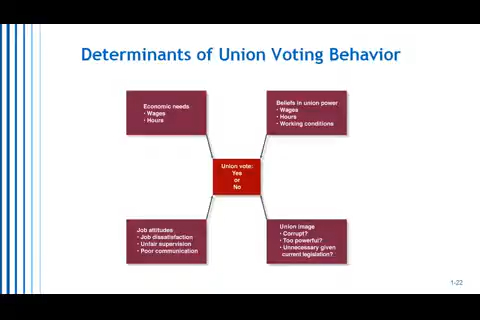 Determinants of Union Voting Behavior
Economic needs
• Wages
• Hours
Beliefs in union power
• Wages
• Hours
• Working conditions
Union vote:
Yes
or
No
Job attitudes
• Job dissatisfaction
• Unfair supervision
• Poor communication
Union image
• Corrupt?
• Too powerful?
• Unnecessary given
current legislation?
1-22